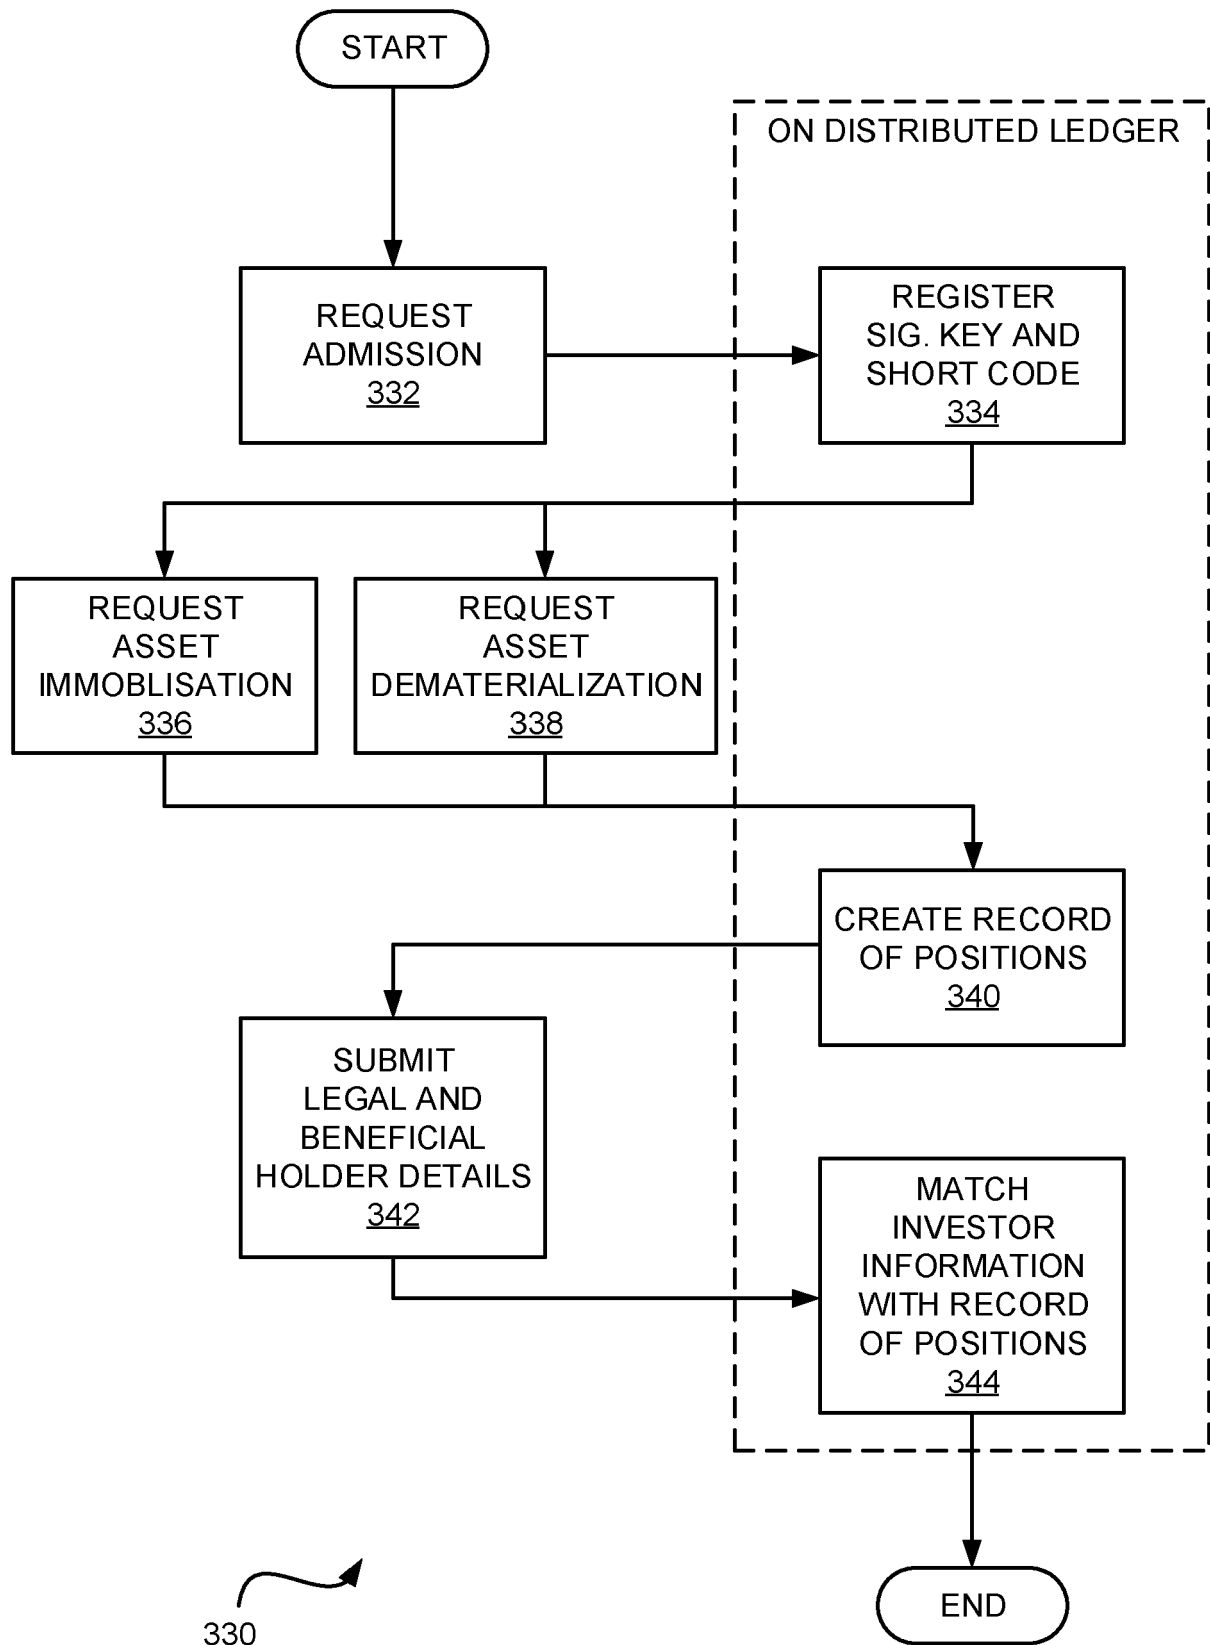 START
ON DISTRIBUTED LEDGER
REQUEST
ADMISSION
332
REGISTER
SIG. KEY AND
SHORT CODE
334
REQUEST
ASSET
IMMOBLISATION
336
REQUEST
ASSET
DEMATERIALIZATION
338
CREATE RECORD
OF POSITIONS
340
SUBMIT
LEGAL AND
BENEFICIAL
HOLDER DETAILS
342
MATCH
INVESTOR
INFORMATION
WITH RECORD
OF POSITIONS
344
END
330